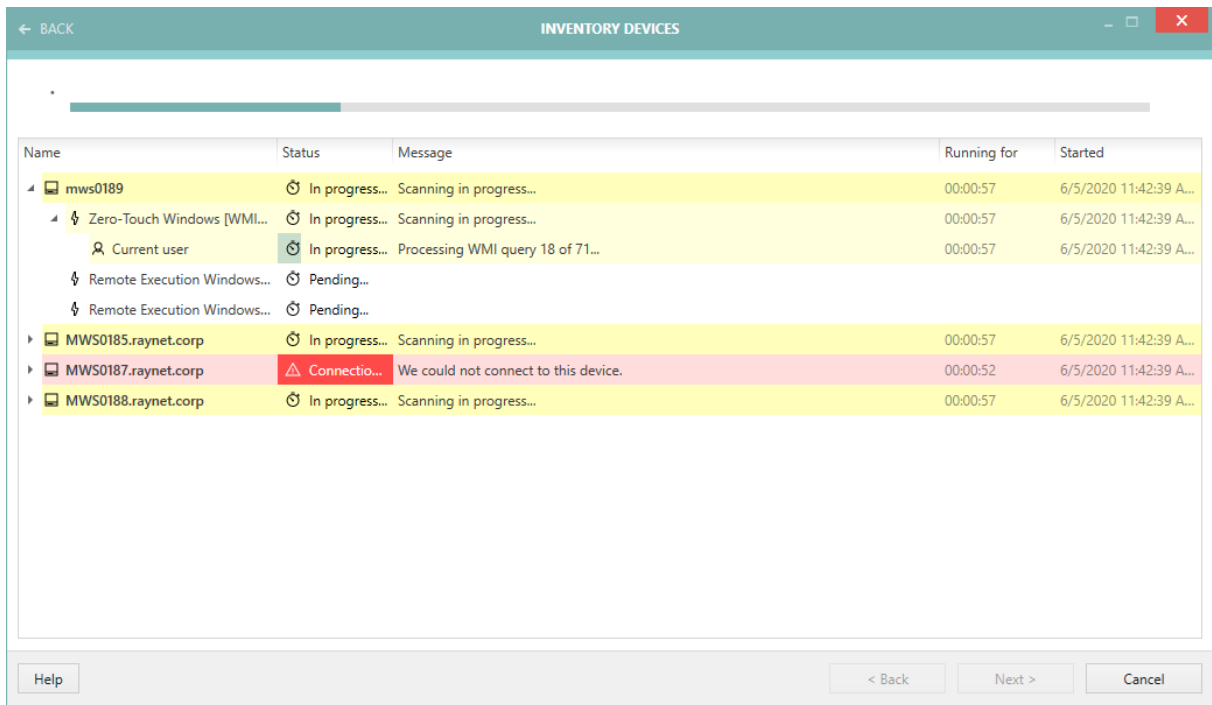 ← BACK INVENTORY DEVICES
Name Status Message Running for Started
mws0189 In progress... Scanning in progress... 00:00:57 6/5/2020 11:42:39 A...
Zero-Touch Windows [WMI... In progress... Scanning in progress... 00:00:57 6/5/2020 11:42:39 A...
Current user In progress... Processing WMI query 18 of 71... 00:00:57 6/5/2020 11:42:39 A...
Remote Execution Windows... Pending...
Remote Execution Windows... Pending...
MWS0185.raynet.corp In progress... Scanning in progress... 00:00:57 6/5/2020 11:42:39 A...
MWS0187.raynet.corp Connectio... We could not connect to this device. 00:00:52 6/5/2020 11:42:39 A...
MWS0188.raynet.corp In progress... Scanning in progress... 00:00:57 6/5/2020 11:42:39 A...
Help < Back Next > Cancel